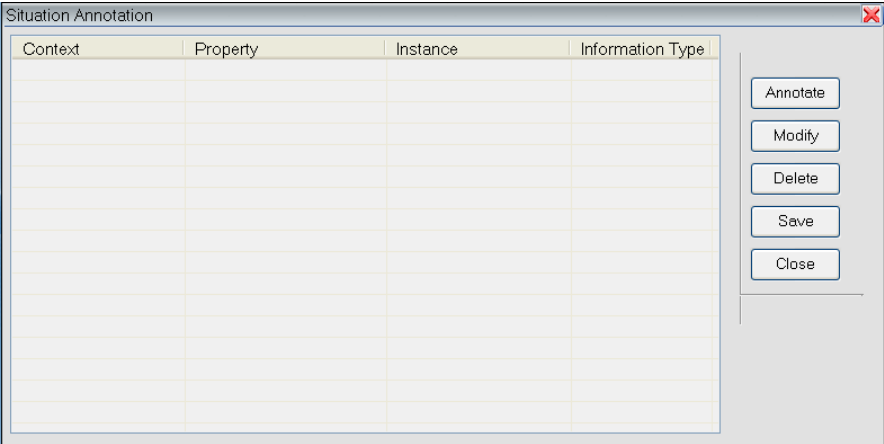 Situation Annotation
Context Property Instance Information Type
Annotate
Modify
Delete
Save
Close